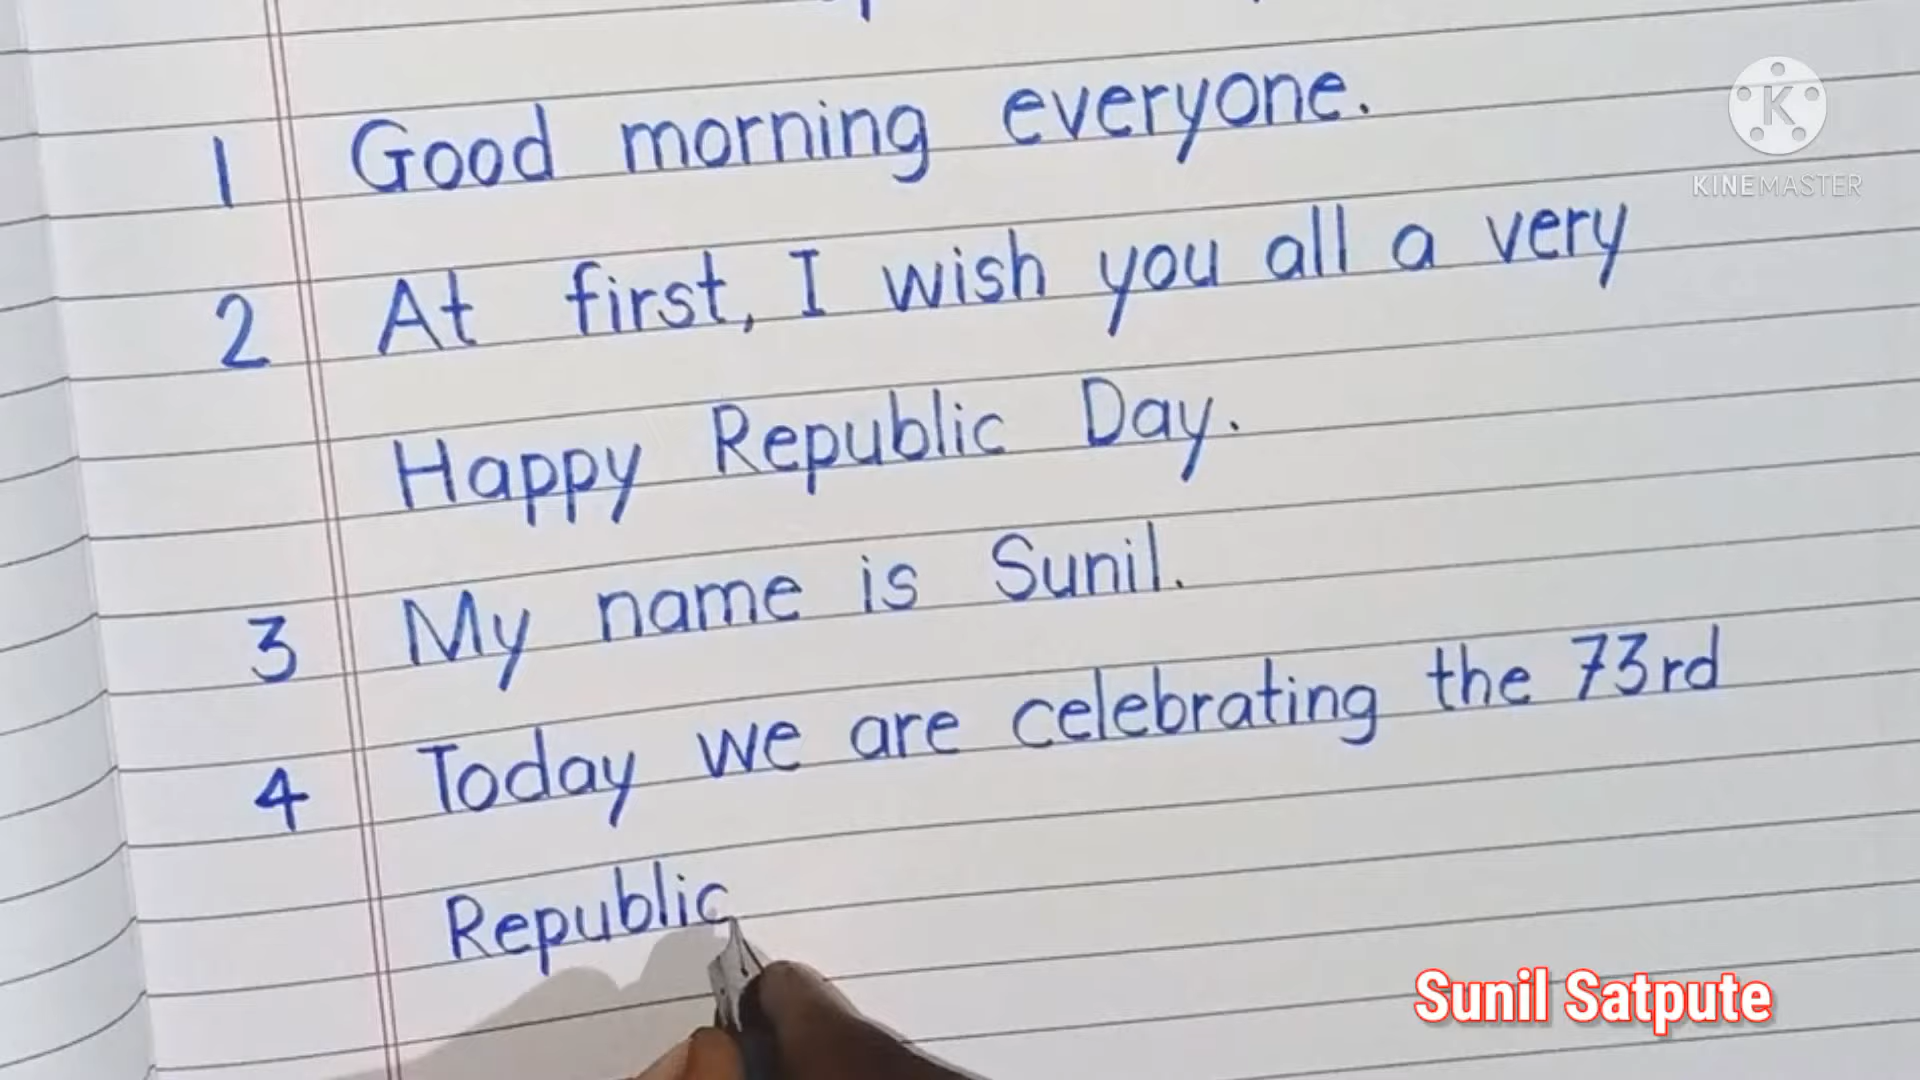 1 Good morning everyone.
KINEMASTER
2 At first, I wish you all a very
Happy Republic Day.
3 My name is Sunil.
4 Today we are celebrating the 73rd
Republic
Sunil Satpute